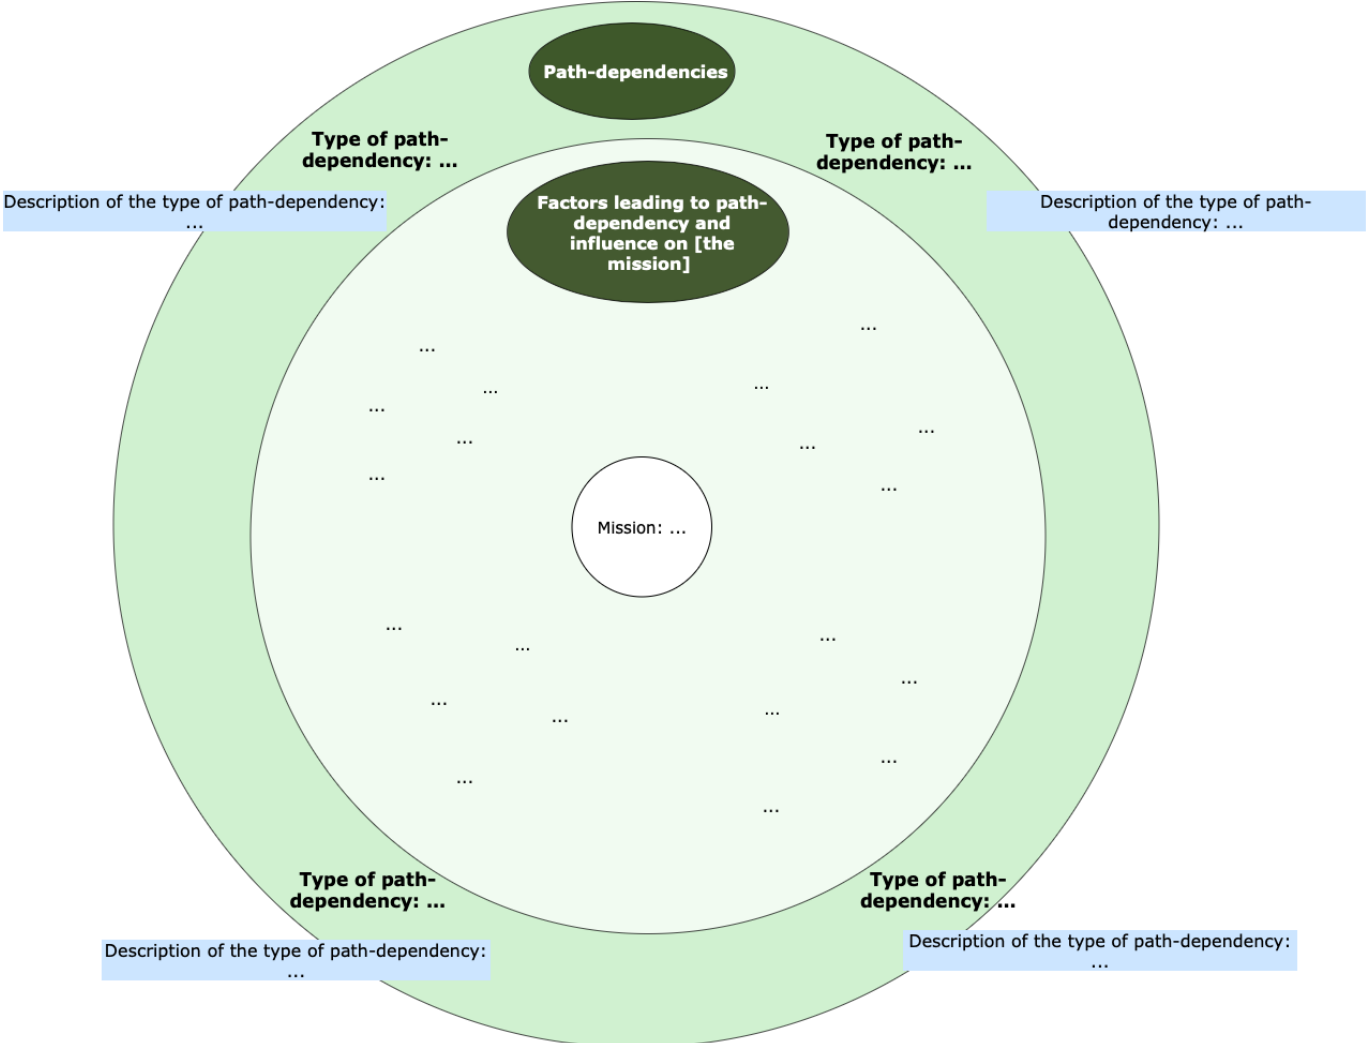 Path-dependencies
Type of path-
dependency: ...
Type of path-
dependency: ...
Description of the type of path-dependency:
...
Description of the type of path-
dependency: ...
Factors leading to path-
dependency and
influence on [the
mission]
...
...
...
...
...
...
...
...
...
...
Mission: ...
...
...
...
...
...
...
...
...
...
...
Type of path-
dependency: ...
Type of path-
dependency: ...
Description of the type of path-dependency:
...
Description of the type of path-dependency:
...